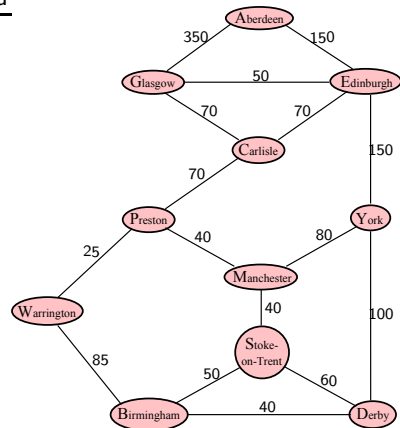 Aberdeen
350
150
Glasgow
50
Edinburgh
70
70
Carlisle
150
70
Preston
York
40
80
25
Manchester
Warrington
40
100
Stoke-
on-Trent
85
50
60
Birmingham
40
Derby